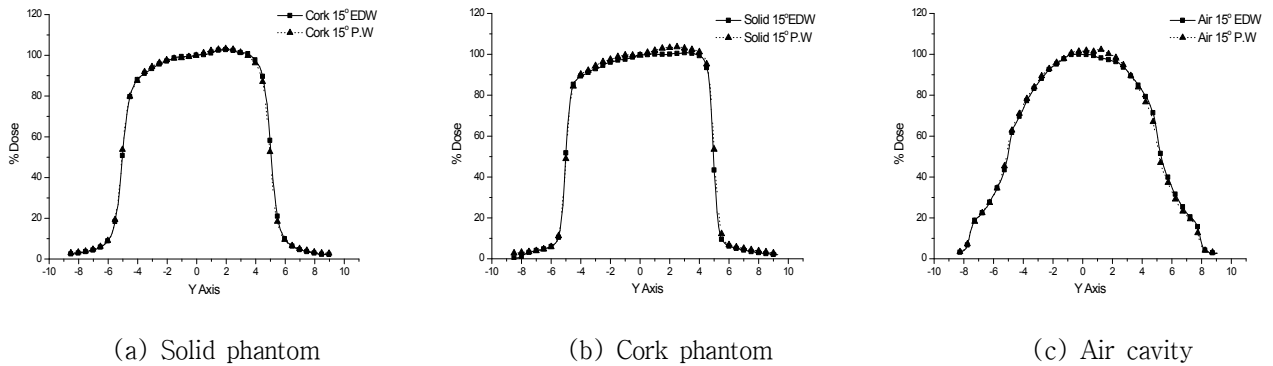 Cork 15° EDW
Cork 15° P.W
120
100
80
60
40
20
0
% Dose
-10 -8 -6 -4 -2 0 2 4 6 8 10
Y Axis
(a) Solid phantom
Solid 15°EDW
Solid 15° P.W
120
100
80
60
40
20
0
% Dose
-10 -8 -6 -4 -2 0 2 4 6 8 10
Y Axis
(b) Cork phantom
Air 15° EDW
Air 15° P.W
120
100
80
60
40
20
0
% Dose
-10 -8 -6 -4 -2 0 2 4 6 8 10
Y Axis
(c) Air cavity